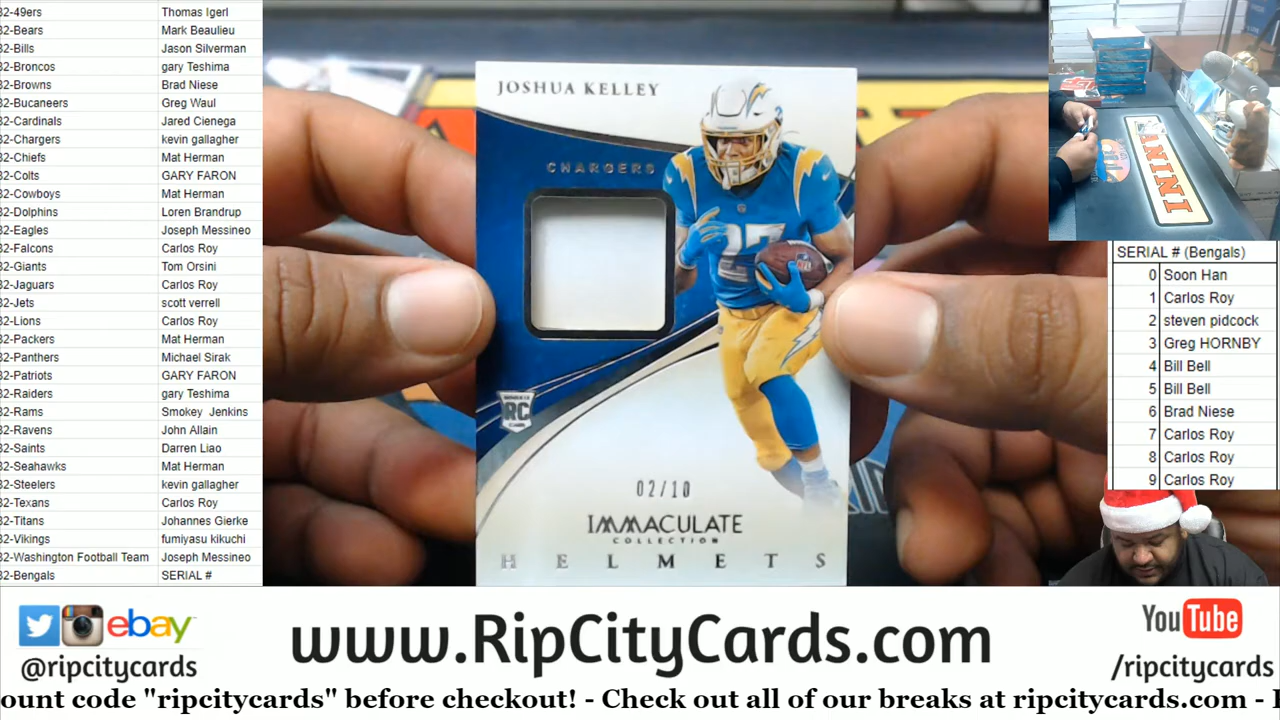 32-49ers Thomas Igerl
32-Bears Mark Beaulieu
32-Bills Jason Silverman
32-Broncos gary Teshima
32-Browns Brad Niese
32-Bucaneers Greg Waul
32-Cardinals Jared Cienega
32-Chargers kevin gallagher
32-Chiefs Mat Herman
32-Colts GARY FARON
32-Cowboys Mat Herman
32-Dolphins Loren Brandrup
32-Eagles Joseph Messineo
32-Falcons Carlos Roy
32-Giants Tom Orsini
32-Jaguars Carlos Roy
32-Jets scott verrell
32-Lions Carlos Roy
32-Packers Mat Herman
32-Panthers Michael Sirak
32-Patriots GARY FARON
32-Raiders gary Teshima
32-Rams Smokey Jenkins
32-Ravens John Allain
32-Saints Darren Liao
32-Seahawks Mat Herman
32-Steelers kevin gallagher
32-Texans Carlos Roy
32-Titans Johannes Gierke
32-Vikings fumiyasu kikuchi
32-Washington Football Team Joseph Messineo
32-Bengals SERIAL #
JOSHUA KELLEY
CHARGERS
27
RC
02/10
IMMACULATE
COLLECTION
HELMETS
PANINI
SERIAL # (Bengals)
0 Soon Han
1 Carlos Roy
2 steven pidcock
3 Greg HORNBY
4 Bill Bell
5 Bill Bell
6 Brad Niese
7 Carlos Roy
8 Carlos Roy
9 Carlos Roy
ebay
@ripcitycards
www.RipCityCards.com
YouTube
/ripcitycards
ount code "ripcitycards" before checkout! - Check out all of our breaks at ripcitycards.com -